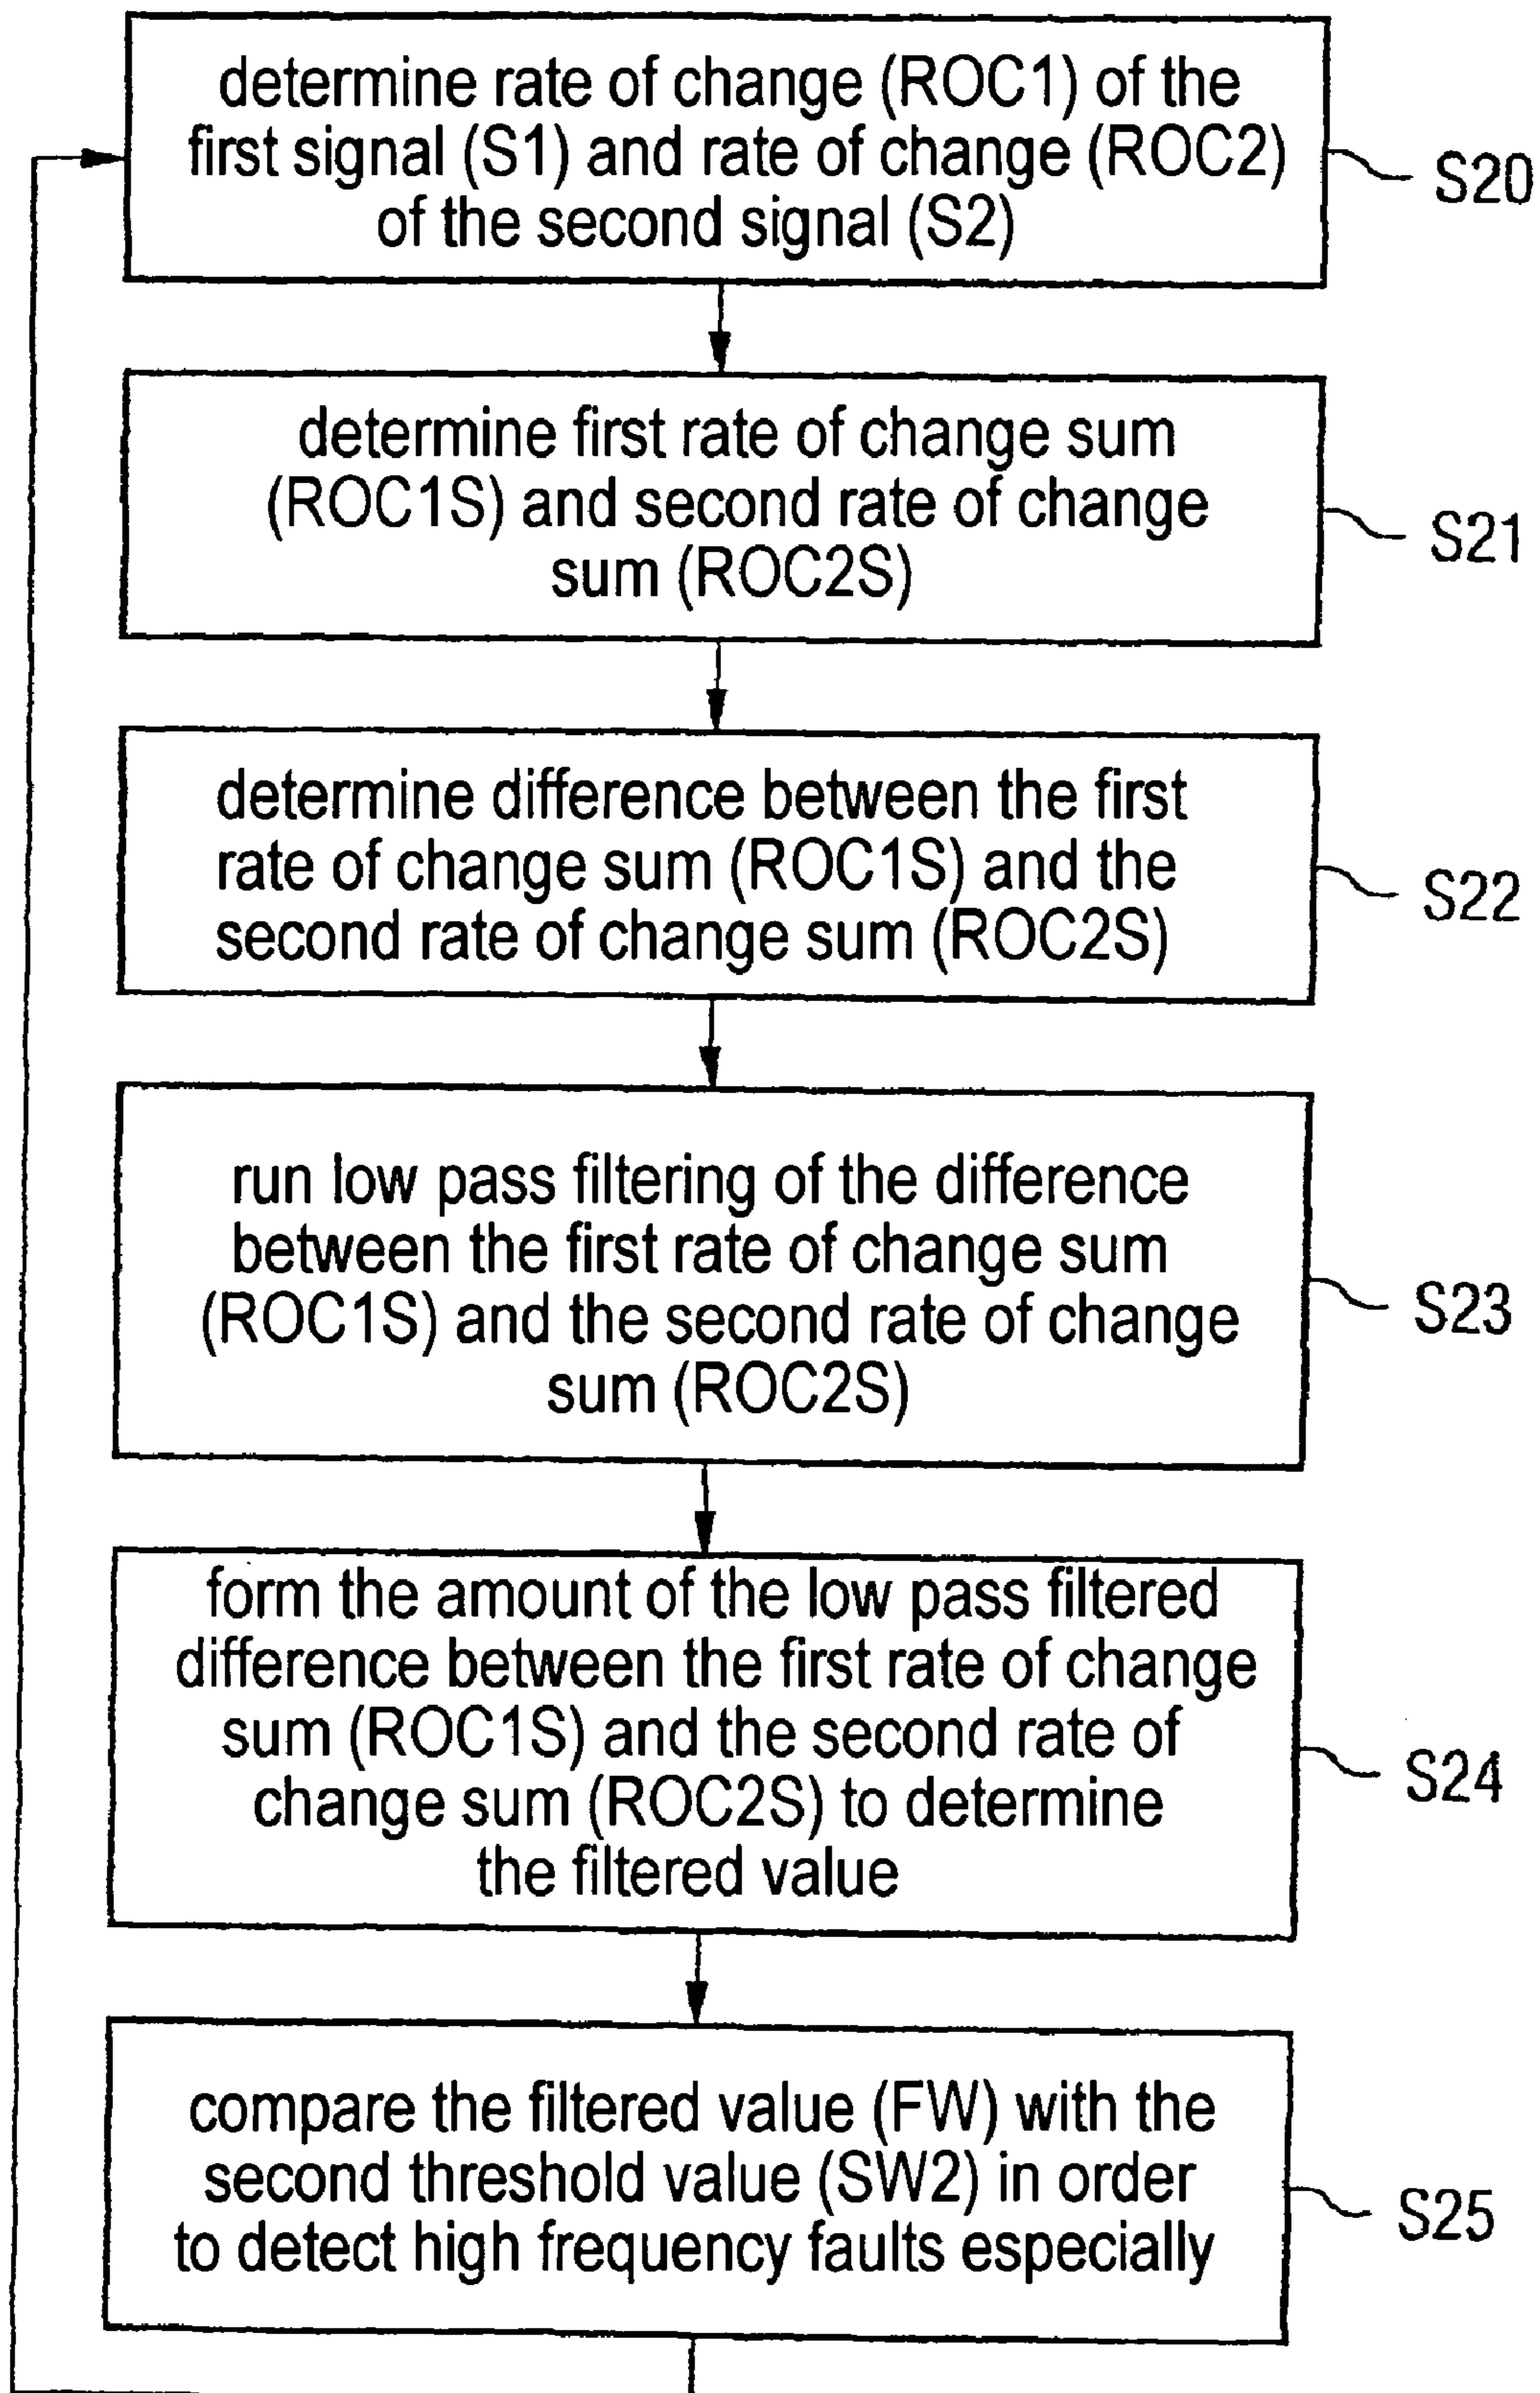 determine rate of change (ROC1) of the
first signal (S1) and rate of change (ROC2)
of the second signal (S2)
S20
determine first rate of change sum
(ROC1S) and second rate of change
sum (ROC2S)
S21
determine difference between the first
rate of change sum (ROC1S) and the
second rate of change sum (ROC2S)
S22
run low pass filtering of the difference
between the first rate of change sum
(ROC1S) and the second rate of change
sum (ROC2S)
S23
form the amount of the low pass filtered
difference between the first rate of change
sum (ROC1S) and the second rate of
change sum (ROC2S) to determine
the filtered value
S24
compare the filtered value (FW) with the
second threshold value (SW2) in order
to detect high frequency faults especially
S25